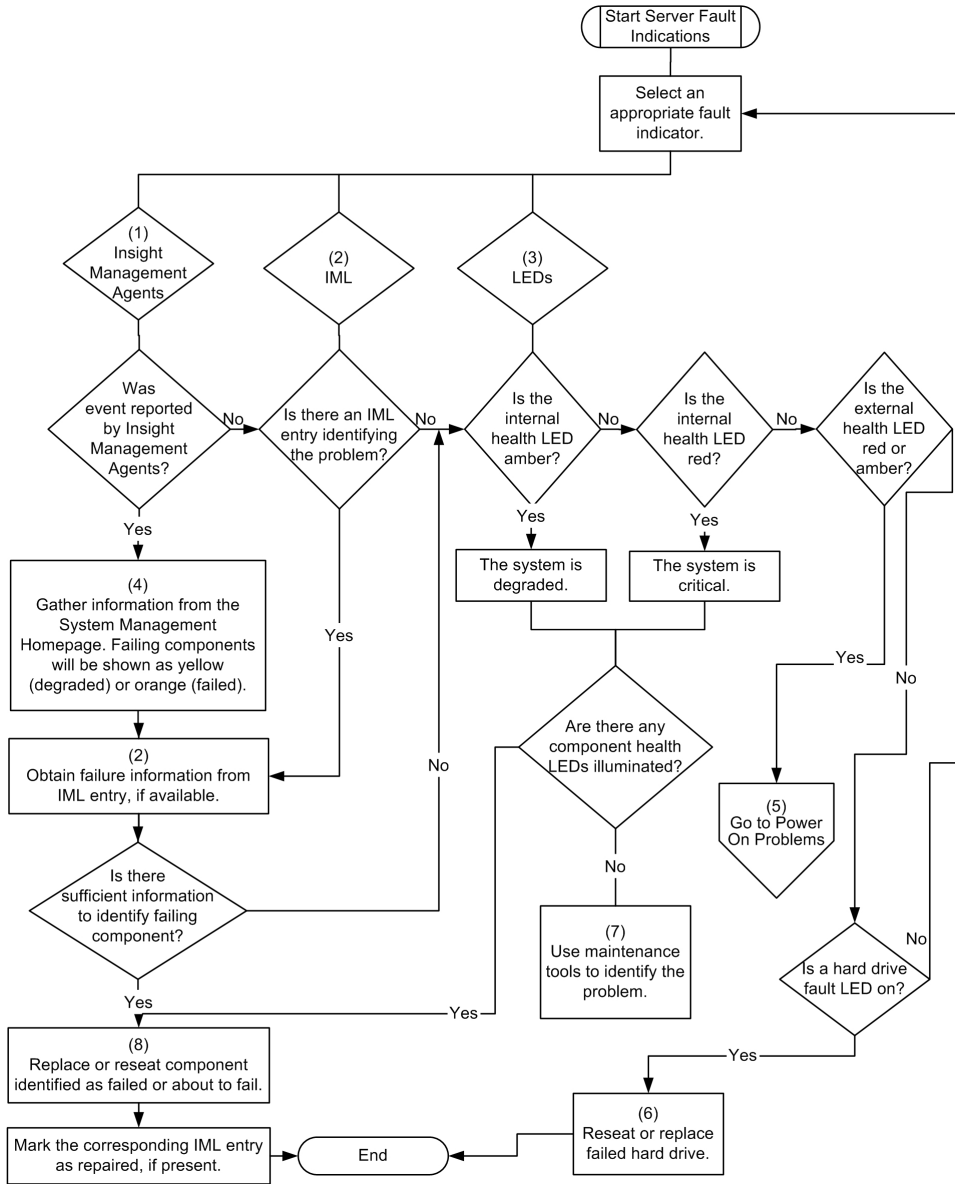 Start Server Fault
Indications
Select an
appropriate fault
indicator.
(1)
Insight
Management
Agents
(2)
IML
(3)
LEDs
Was
event reported
by Insight
Management
Agents?
No
Is there an IML
entry identifying
the problem?
No
Is the
internal
health LED
amber?
No
Is the
internal
health LED
red?
No
Is the
external
health LED
red or
amber?
Yes
Yes
Yes
(4)
Gather information from the
System Management
Homepage. Failing components
will be shown as yellow
(degraded) or orange (failed).
The system is
degraded.
The system is
critical.
Yes
Yes
No
Are there any
component health
LEDs illuminated?
(2)
Obtain failure information from
IML entry, if available.
No
(5)
Go to Power
On Problems
Is there
sufficient information
to identify failing
component?
No
(7)
Use maintenance
tools to identify the
problem.
No
Is a hard drive
fault LED on?
Yes
Yes
(8)
Replace or reseat component
identified as failed or about to fail.
Yes
(6)
Reseat or replace
failed hard drive.
Mark the corresponding IML entry
as repaired, if present.
End